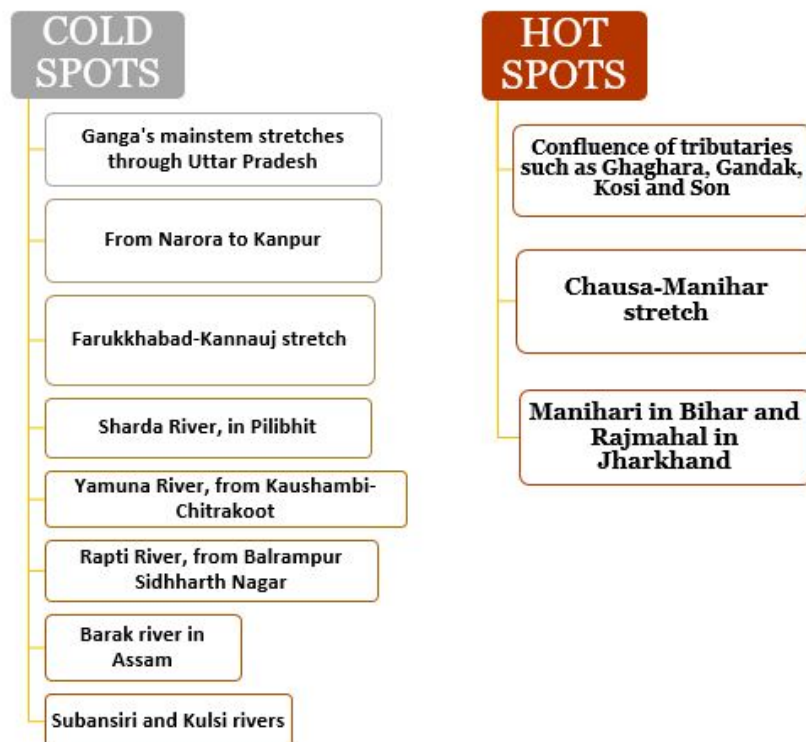 COLD
SPOTS
Ganga's mainstem stretches
through Uttar Pradesh
From Narora to Kanpur
Farukkhabad-Kannauj stretch
Sharda River, in Pilibhit
Yamuna River, from Kaushambi-
Chitrakoot
Rapti River, from Balrampur
Sidhharth Nagar
Barak river in
Assam
Subansiri and Kulsi rivers
HOT
SPOTS
Confluence of tributaries
such as Ghaghara, Gandak,
Kosi and Son
Chausa-Manihar
stretch
Manihari in Bihar and
Rajmahal in
Jharkhand